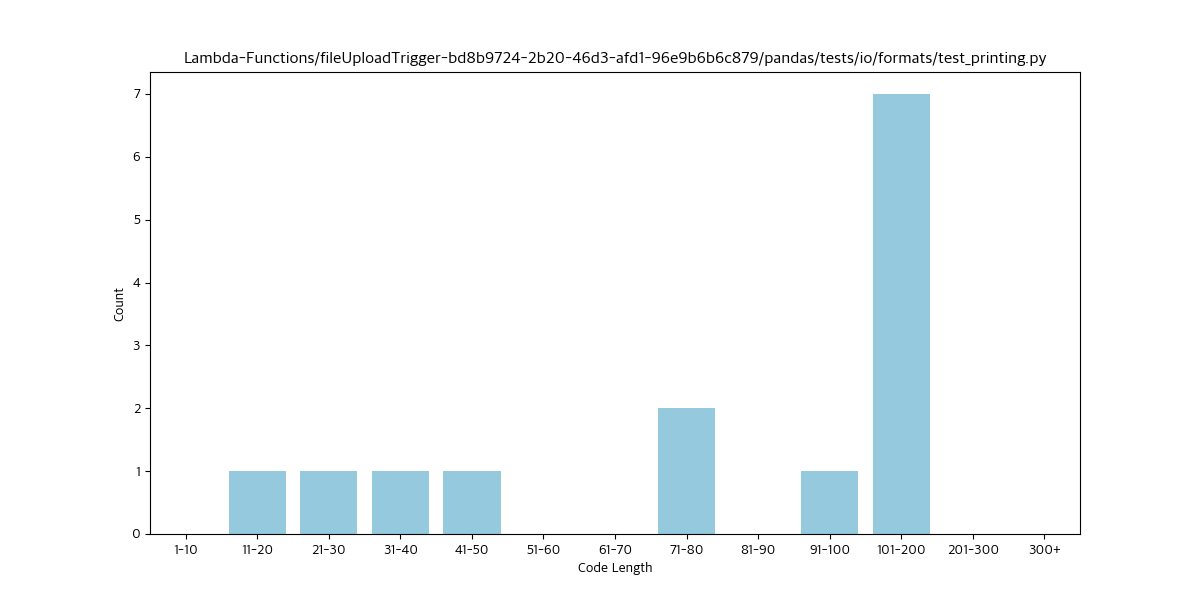 Lambda-Functions/fileUploadTrigger-bd8b9724-2b20-46d3-afd1-96e9b6b6c879/pandas/tests/io/formats/test_printing.py
7
6
5
4
3
2
1
0
Count
1-10 11-20 21-30 31-40 41-50 51-60 61-70 71-80 81-90 91-100 101-200 201-300 300+
Code Length